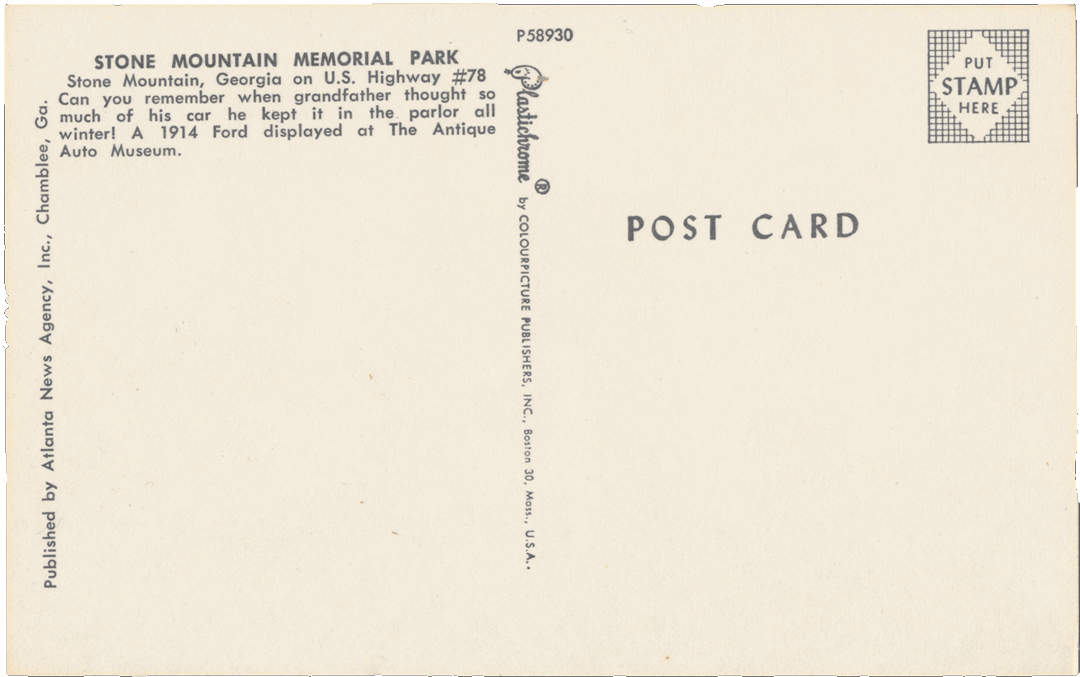 P58930
STONE MOUNTAIN MEMORIAL PARK
Stone Mountain, Georgia on U.S. Highway #78
Can you remember when grandfather thought so
much of his car he kept it in the parlor all
winter! A 1914 Ford displayed at The Antique
Auto Museum.
Published by Atlanta News Agency, Inc., Chamblee, Ga.
Plastichrome ® by COLOURPICTURE PUBLISHERS, INC., Boston 30, Mass., U.S.A.
PUT
STAMP
HERE
POST CARD